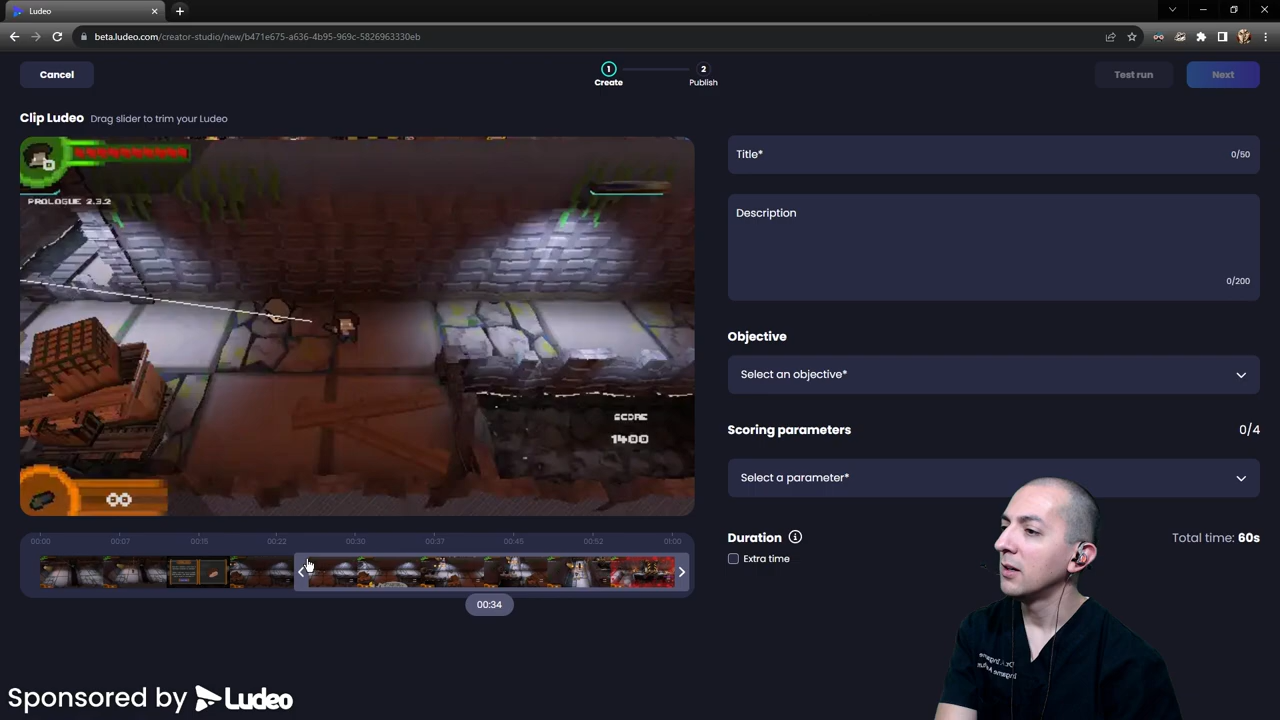 Ludeo
beta.ludeo.com/creator-studio/new/b471e675-a636-4b95-969c-5826963330eb
Cancel
1
Create
2
Publish
Test run
Next
Clip Ludeo
Drag slider to trim your Ludeo
PROLOGUE 2.3.2
SCORE
1400
Title*
0/50
Description
0/200
Objective
Select an objective*
Scoring parameters
0/4
Select a parameter*
Duration
Total time: 60s
Extra time
00:00
00:07
00:15
00:22
00:30
00:37
00:45
00:52
01:00
00:34
Sponsored by Ludeo